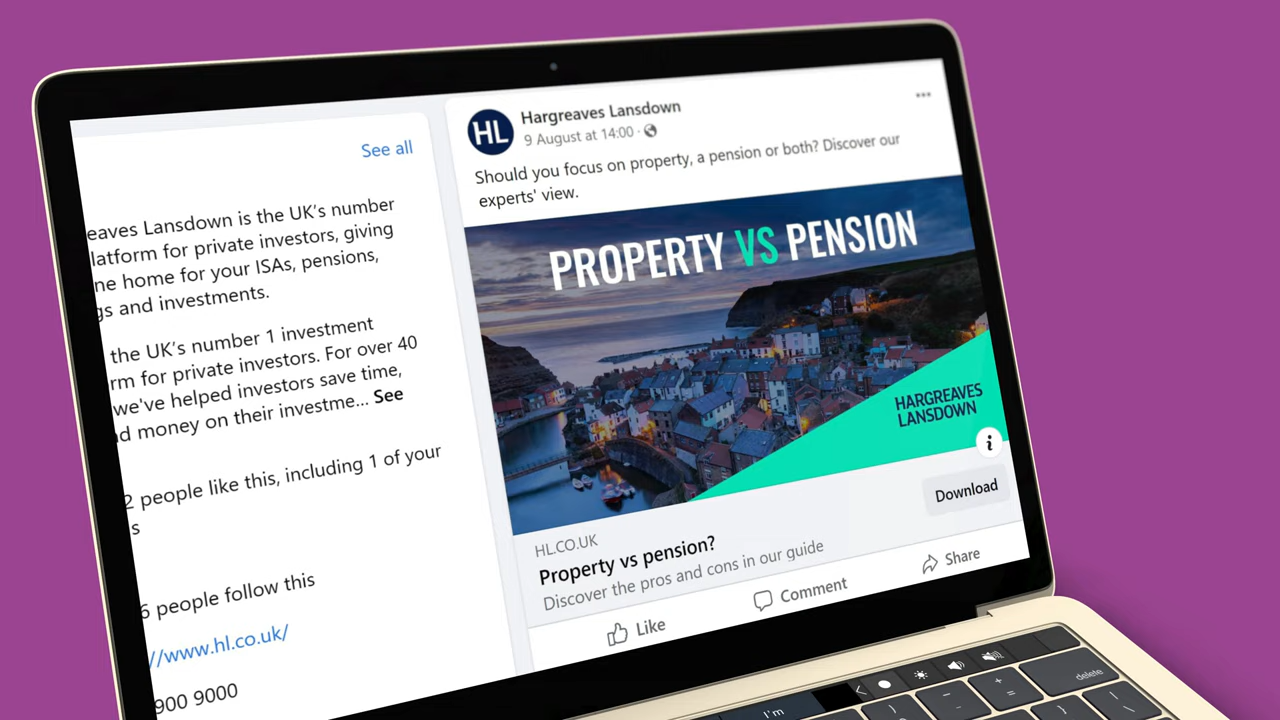 See all
eaves Lansdown is the UK's number
latform for private investors, giving
ne home for your ISAs, pensions,
gs and investments.
the UK's number 1 investment
rm for private investors. For over 40
we've helped investors save time,
d money on their investme... See
2 people like this, including 1 of your
s
6 people follow this
//www.hl.co.uk/
900 9000
HL
Hargreaves Lansdown
9 August at 14:00 ·
Should you focus on property, a pension or both? Discover our
experts' view.
PROPERTY VS PENSION
HARGREAVES
LANSDOWN
i
HL.CO.UK
Property vs pension?
Discover the pros and cons in our guide
Download
Like
Comment
Share
I'm
delete